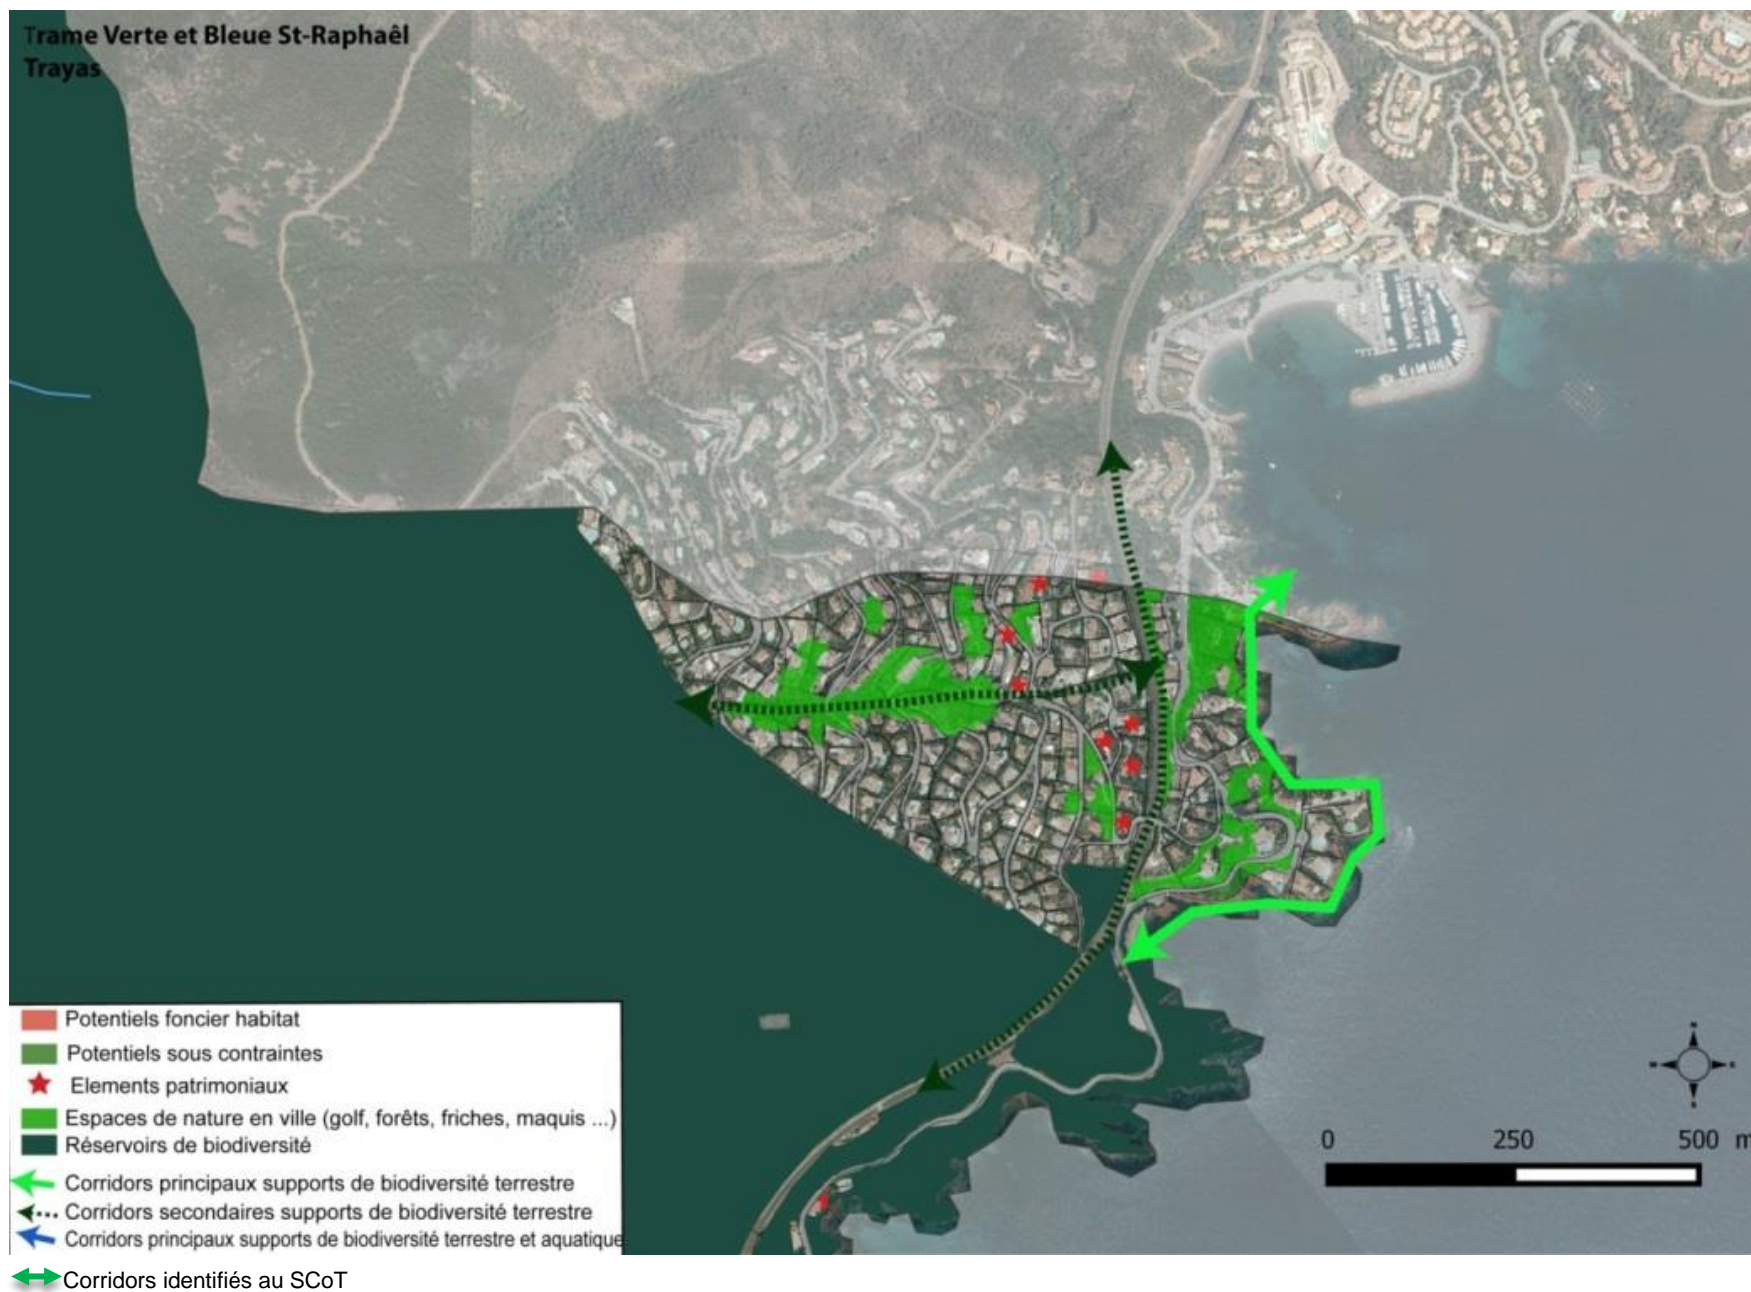 Trame Verte et Bleue St-Raphaêl
Trayas
Potentiels foncier habitat
Potentiels sous contraintes
Elements patrimoniaux
Espaces de nature en ville (golf, forêts, friches, maquis ...)
Réservoirs de biodiversité
Corridors principaux supports de biodiversité terrestre
Corridors secondaires supports de biodiversité terrestre
Corridors principaux supports de biodiversité terrestre et aquatique
0 250 500 m
Corridors identifiés au SCoT